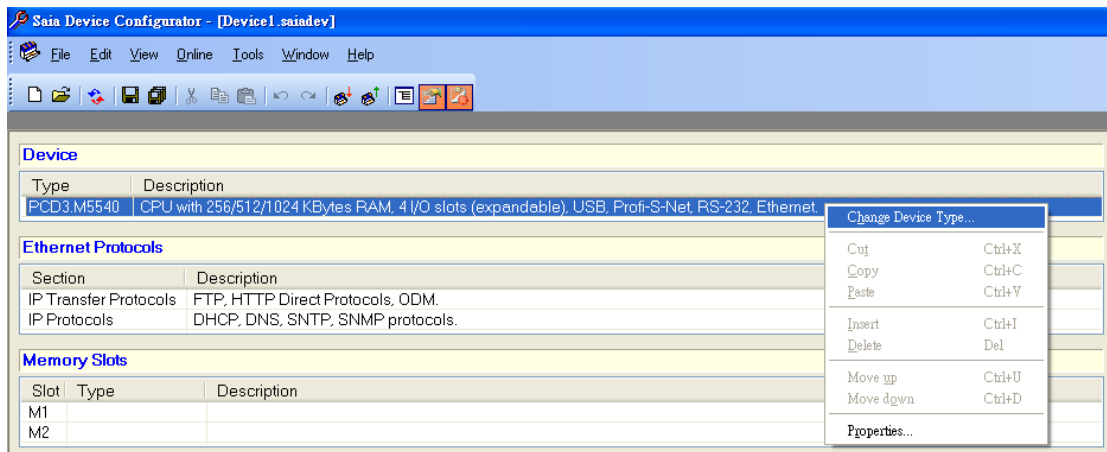 Saia Device Configurator - [Device1.saiadev]
File Edit View Online Tools Window Help
Device
Type Description
PCD3.M5540 CPU with 256/512/1024 KBytes RAM, 4 I/O slots (expandable), USB, Profi-S-Net, RS-232, Ethernet.
Change Device Type...
Cut Ctrl+X
Copy Ctrl+C
Paste Ctrl+V
Insert Ctrl+I
Delete Del
Move up Ctrl+U
Move down Ctrl+D
Properties...
Ethernet Protocols
Section Description
IP Transfer Protocols FTP, HTTP Direct Protocols, ODM.
IP Protocols DHCP, DNS, SNTP, SNMP protocols.
Memory Slots
Slot Type Description
M1
M2